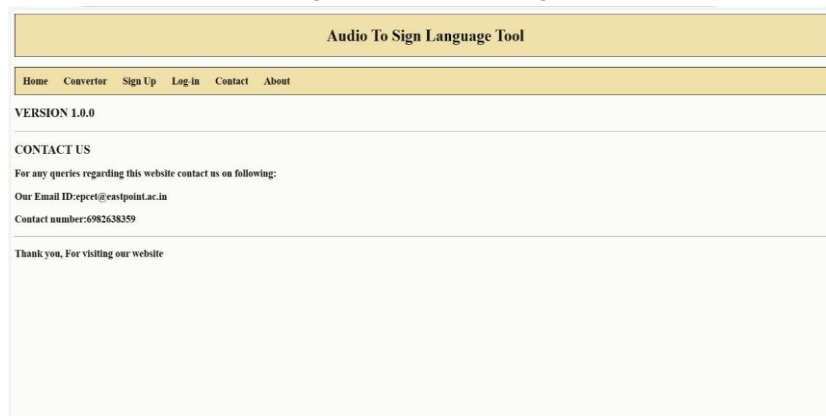 Audio To Sign Language Tool
Home Convertor Sign Up Log-in Contact About
VERSION 1.0.0
CONTACT US
For any queries regarding this website contact us on following:
Our Email ID:epcet@eastpoint.ac.in
Contact number:6982638359
Thank you, For visiting our website